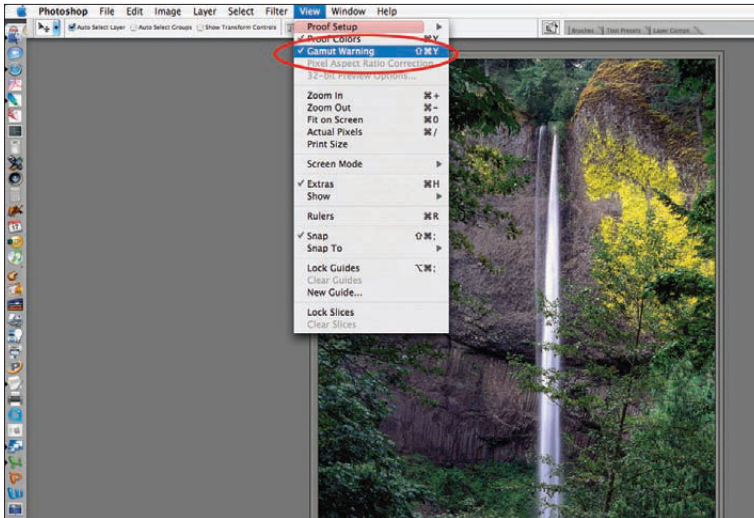 Photoshop File Edit Image Layer Select Filter View Window Help
Auto Select Layer Auto Select Groups Show Transform Controls
Brushes Tool Presets Layer Comps
Proof Setup
✓ Proof Colors ⌘Y
✓ Gamut Warning ⇧⌘Y
Pixel Aspect Ratio Correction
32-bit Preview Options...
Zoom In ⌘+
Zoom Out ⌘-
Fit on Screen ⌘0
Actual Pixels ⌘/
Print Size
Screen Mode
✓ Extras ⌘H
Show
Rulers ⌘R
✓ Snap ⇧⌘;
Snap To
Lock Guides ⌥⌘;
Clear Guides
New Guide...
Lock Slices
Clear Slices